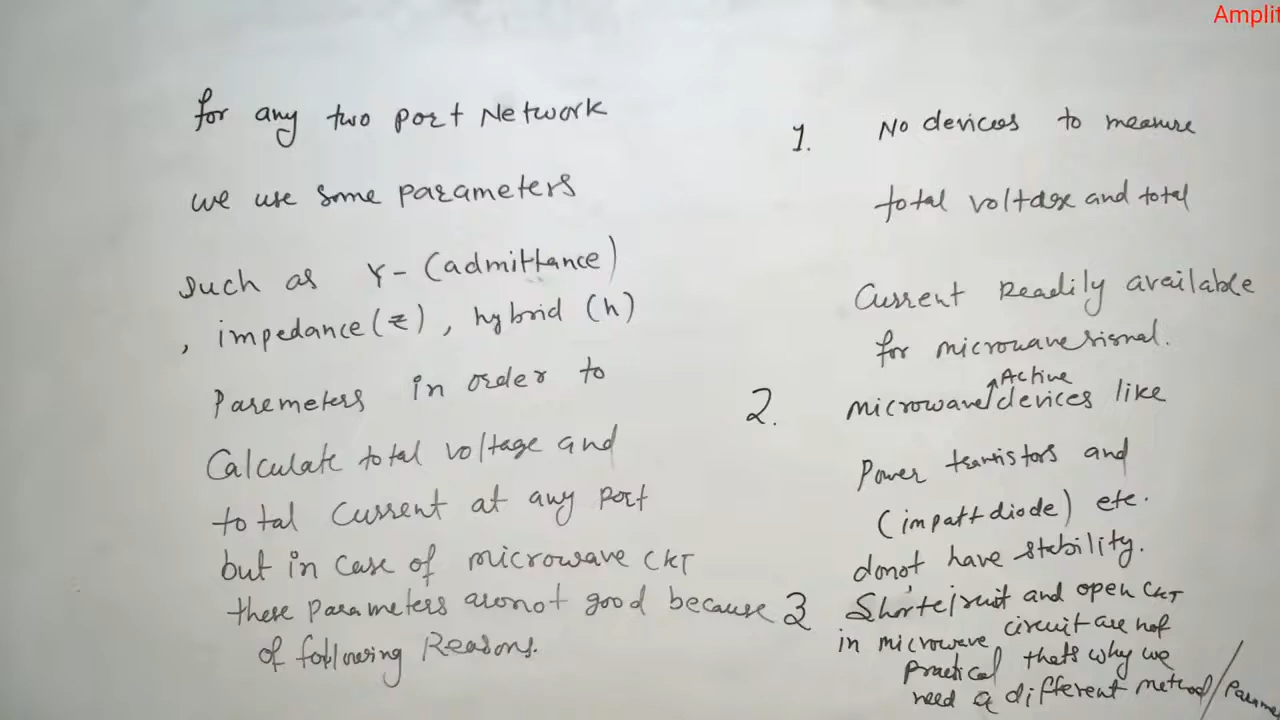 Amplit
for any two port Network
we use some parameters
such as Y- (admittance)
, impedance (z), hybrid (h)
Paremeters in order to
Calculate total voltage and
total current at any port
but in case of microwave CKT
these parameters are not good because
of following Reasons.
1. No devices to measure
total voltage and total
Current Readily available
for microwave signal.
Active
2. microwave devices like
Power transistors and
(impatt diode) etc.
donot have stability.
3 Short circuit and open CKT
in microwave circuit are not
practical thats why we
need a different method/Parame